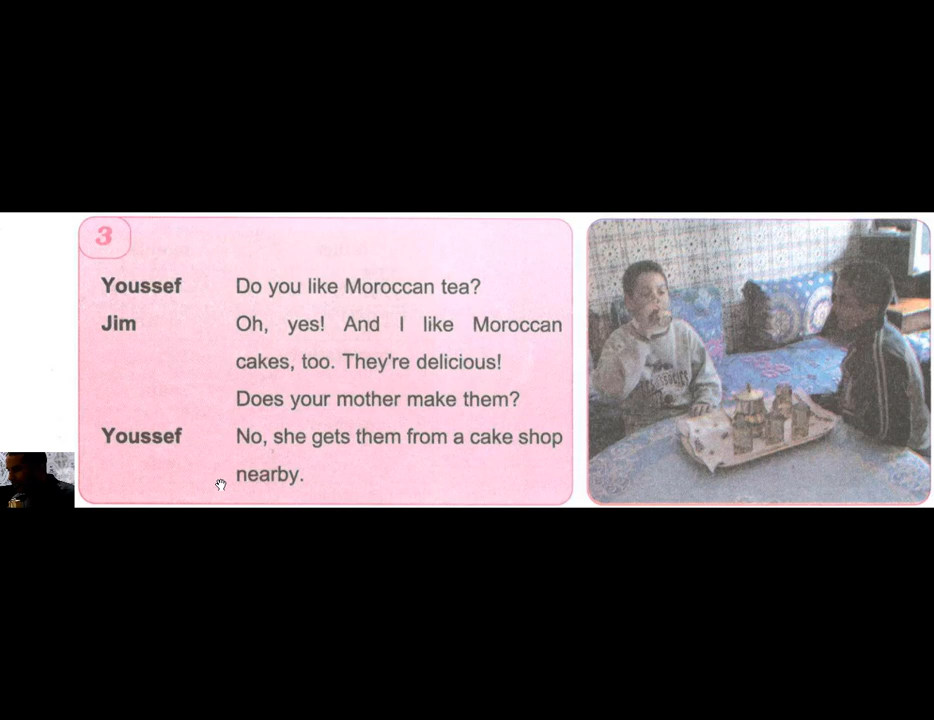 3
Youssef Do you like Moroccan tea?
Jim Oh, yes! And I like Moroccan
cakes, too. They're delicious!
Does your mother make them?
Youssef No, she gets them from a cake shop
nearby.